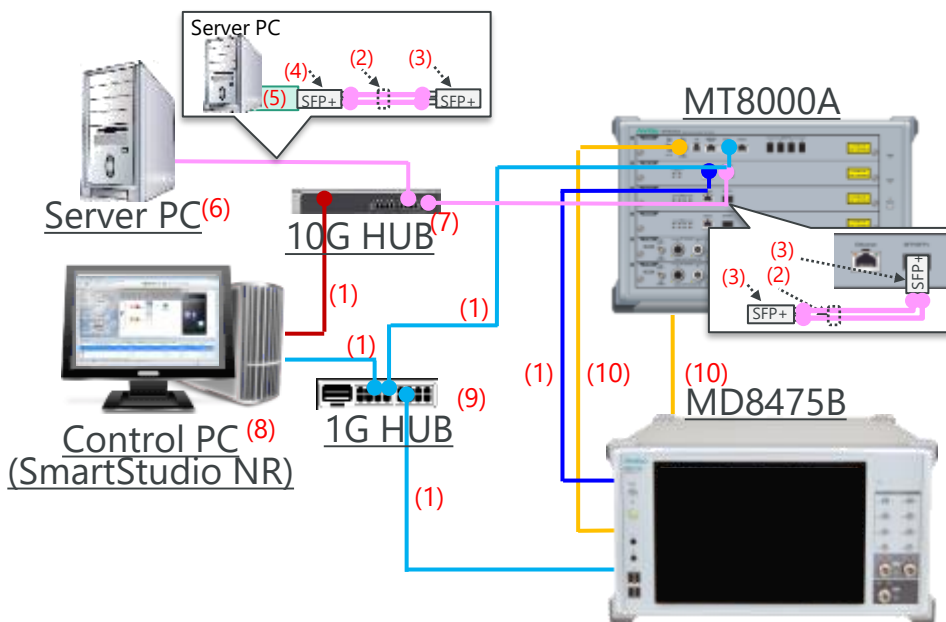 Server PC
(2)
(3)
(4)
(5)
SFP+
SFP+
MT8000A
Server PC(6)
10G HUB
(7)
(3)
SFP+
(3)
(2)
SFP+
(1)
(1)
(1)
(1)
(10)
(10)
1G HUB
(9)
Control PC (8)
(SmartStudio NR)
(1)
MD8475B